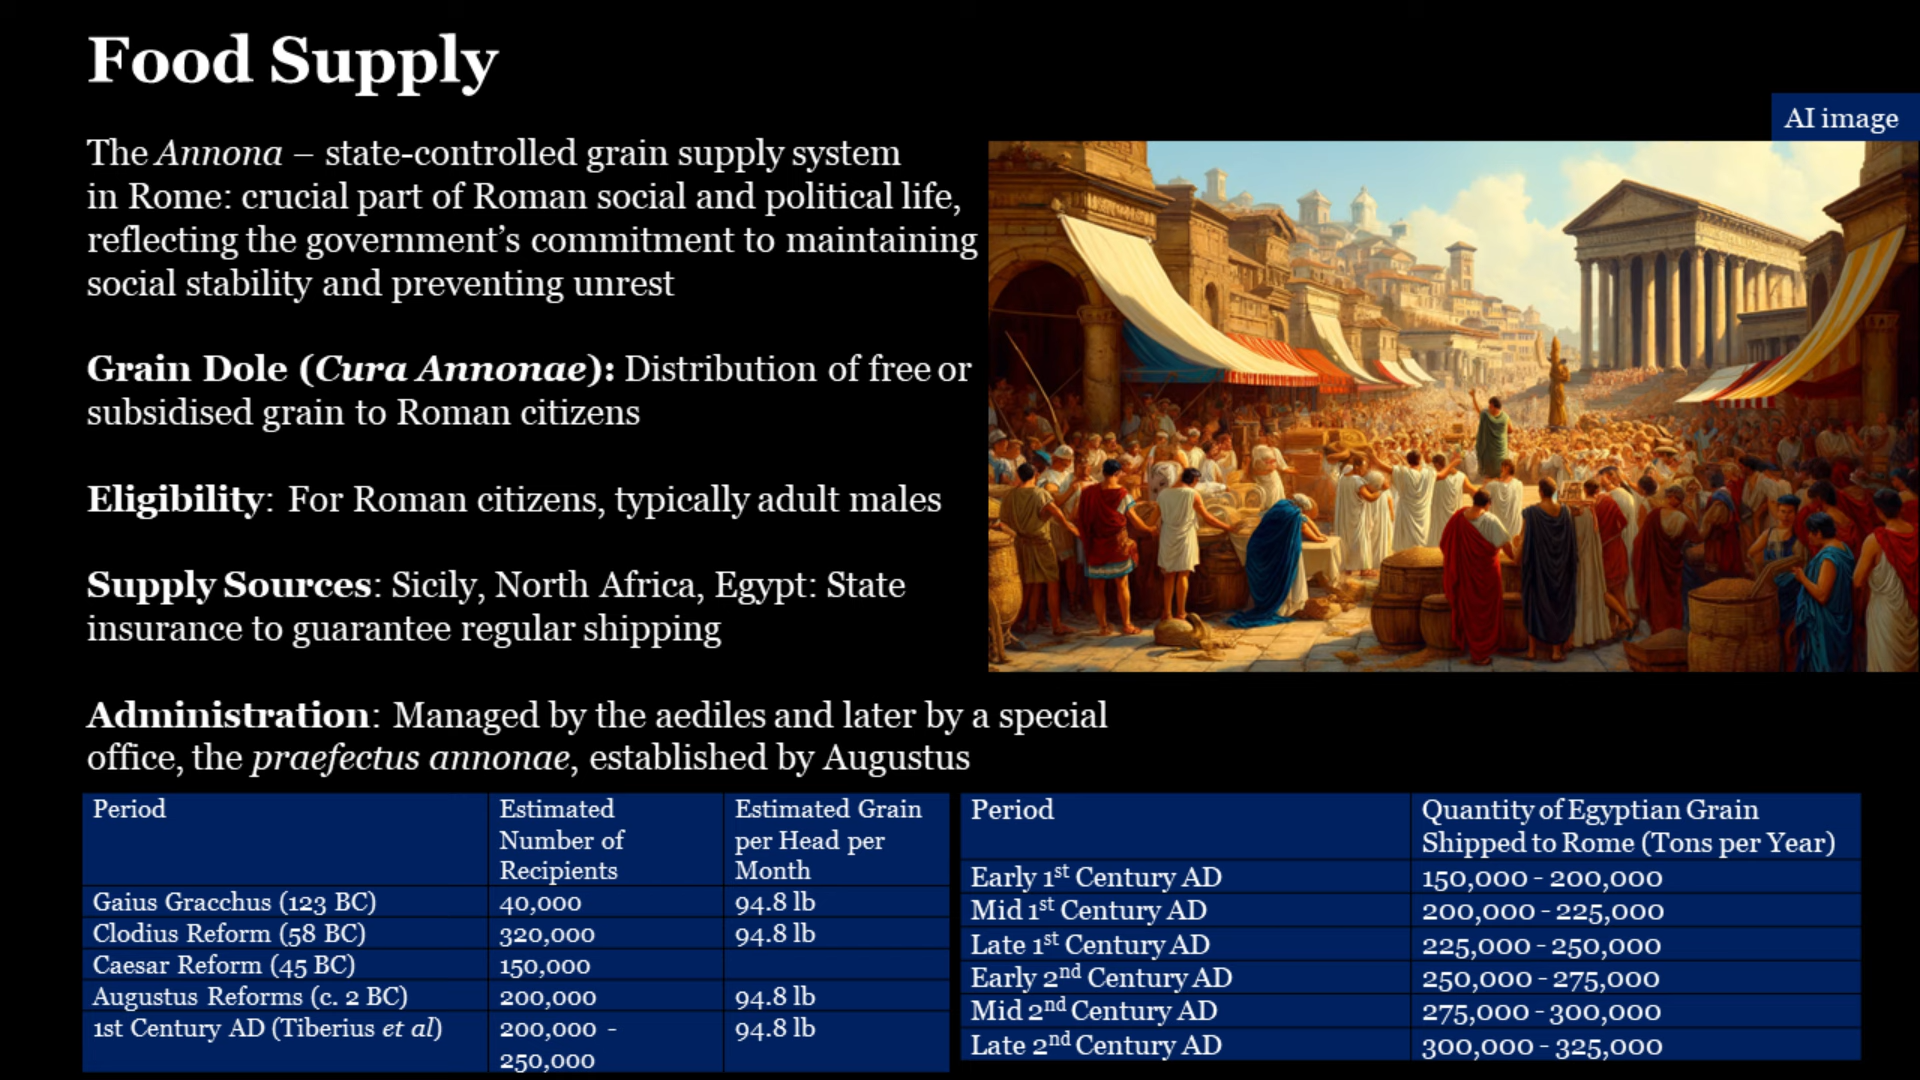 Food Supply
AI image
The Annona – state-controlled grain supply system
in Rome: crucial part of Roman social and political life,
reflecting the government’s commitment to maintaining
social stability and preventing unrest
Grain Dole (Cura Annonae): Distribution of free or
subsidised grain to Roman citizens
Eligibility: For Roman citizens, typically adult males
Supply Sources: Sicily, North Africa, Egypt: State
insurance to guarantee regular shipping
Administration: Managed by the aediles and later by a special
office, the praefectus annonae, established by Augustus
Period Estimated Number of Recipients Estimated Grain per Head per Month
Gaius Gracchus (123 BC) 40,000 94.8 lb
Clodius Reform (58 BC) 320,000 94.8 lb
Caesar Reform (45 BC) 150,000
Augustus Reforms (c. 2 BC) 200,000 94.8 lb
1st Century AD (Tiberius et al) 200,000 - 250,000 94.8 lb
Period Quantity of Egyptian Grain Shipped to Rome (Tons per Year)
Early 1st Century AD 150,000 - 200,000
Mid 1st Century AD 200,000 - 225,000
Late 1st Century AD 225,000 - 250,000
Early 2nd Century AD 250,000 - 275,000
Mid 2nd Century AD 275,000 - 300,000
Late 2nd Century AD 300,000 - 325,000